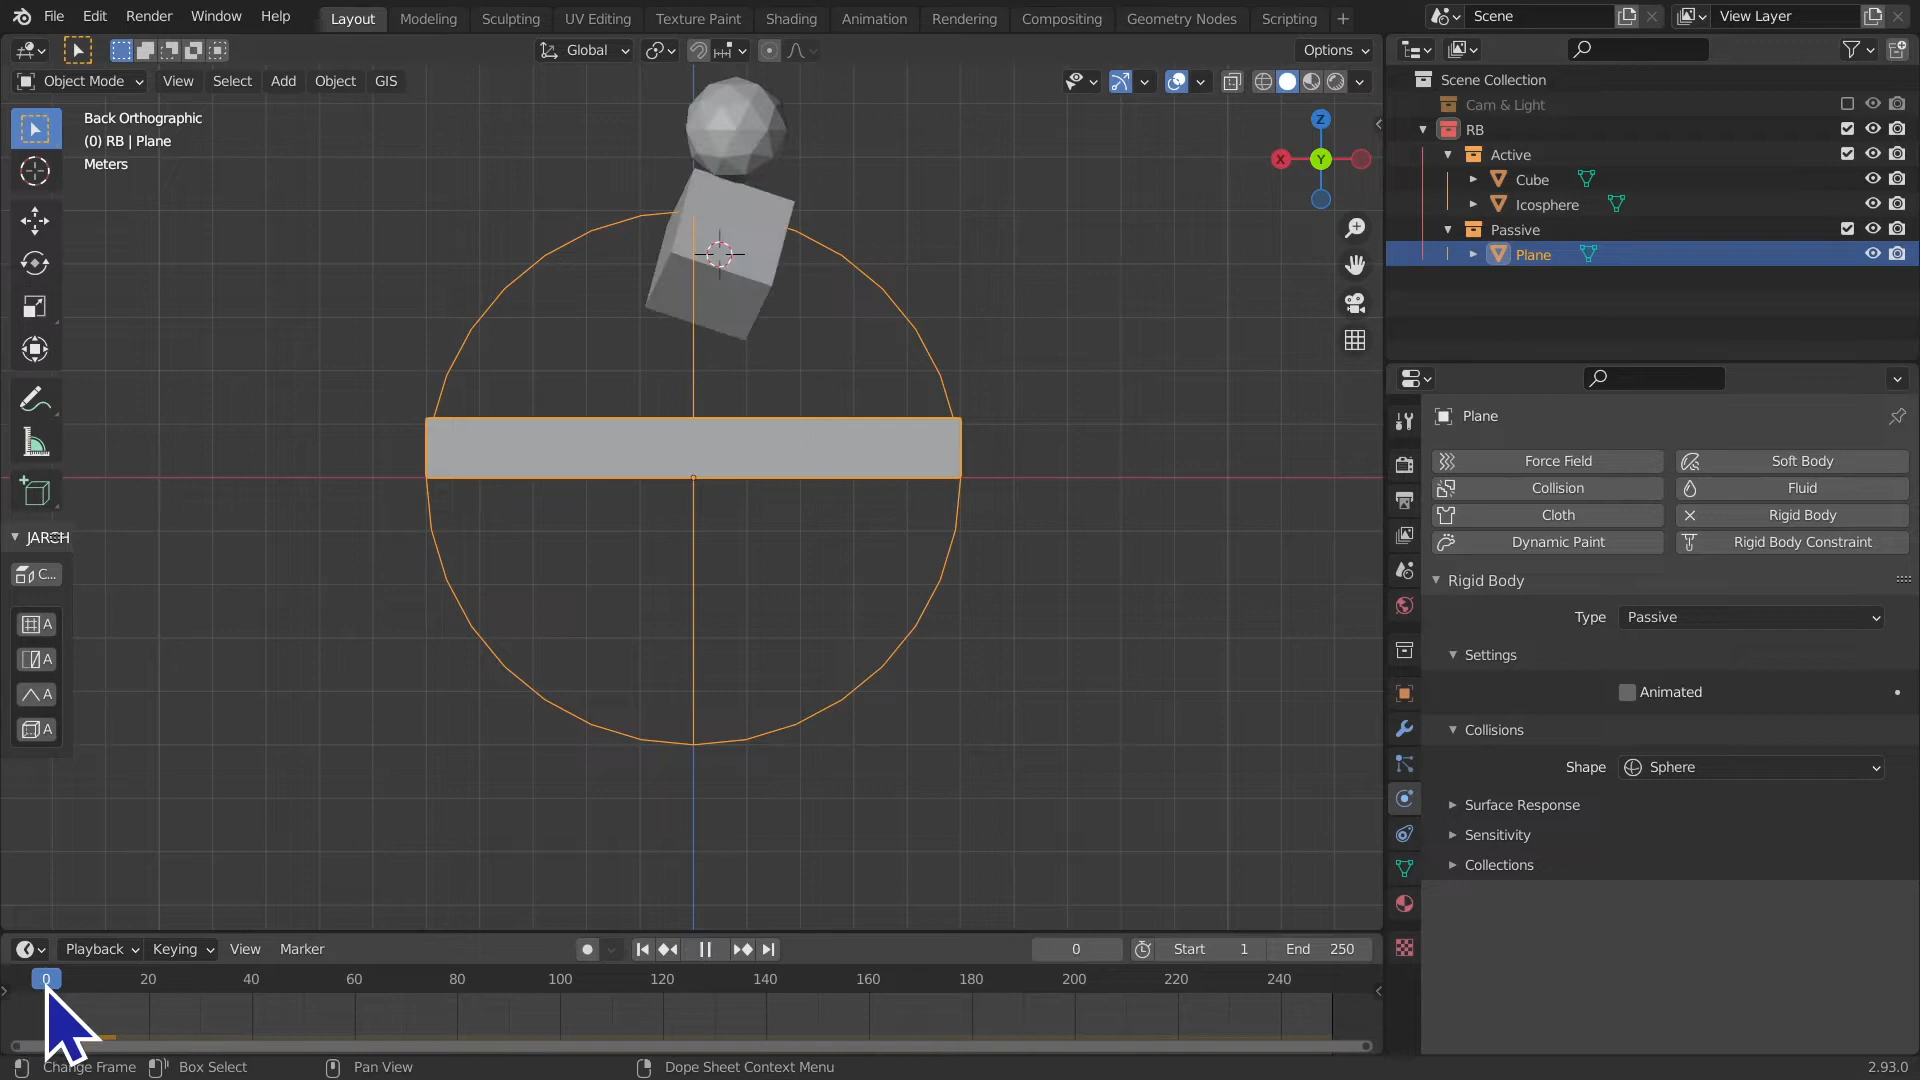 File Edit Render Window Help Layout Modeling Sculpting UV Editing Texture Paint Shading Animation Rendering Compositing Geometry Nodes Scripting + Scene View Layer
Global Options
Object Mode View Select Add Object GIS
Back Orthographic
(0) RB | Plane
Meters
Z
X
Y
JARCH
C...
A
A
A
A
Scene Collection
Cam & Light
RB
Active
Cube
Icosphere
Passive
Plane
Plane
Force Field Soft Body
Collision Fluid
Cloth Rigid Body
Dynamic Paint Rigid Body Constraint
Rigid Body
Type Passive
Settings
Animated
Collisions
Shape Sphere
Surface Response
Sensitivity
Collections
Playback Keying View Marker 0 Start 1 End 250
0 20 40 60 80 100 120 140 160 180 200 220 240
Change Frame Box Select Pan View Dope Sheet Context Menu 2.93.0